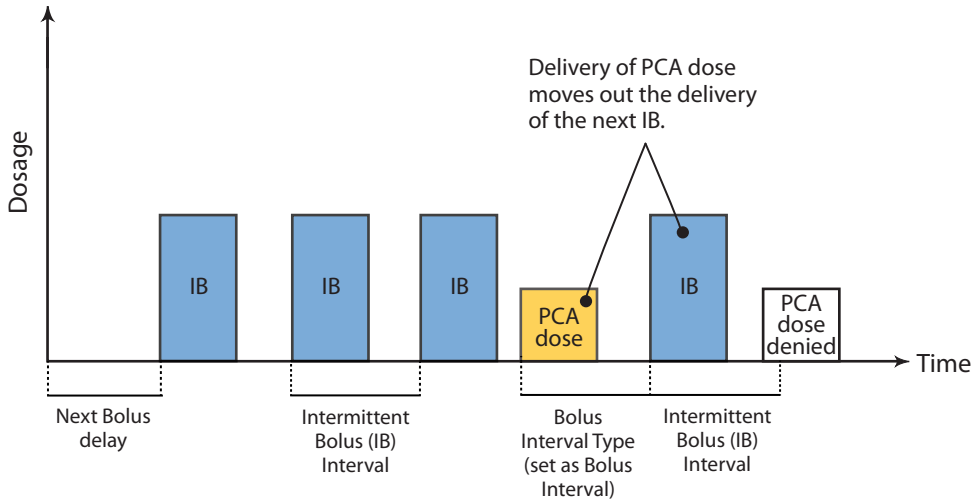 Delivery of PCA dose
moves out the delivery
of the next IB.
Dosage
IB
IB
IB
PCA
dose
IB
PCA
dose
denied
Time
Next Bolus
delay
Intermittent
Bolus (IB)
Interval
Bolus
Interval Type
(set as Bolus
Interval)
Intermittent
Bolus (IB)
Interval